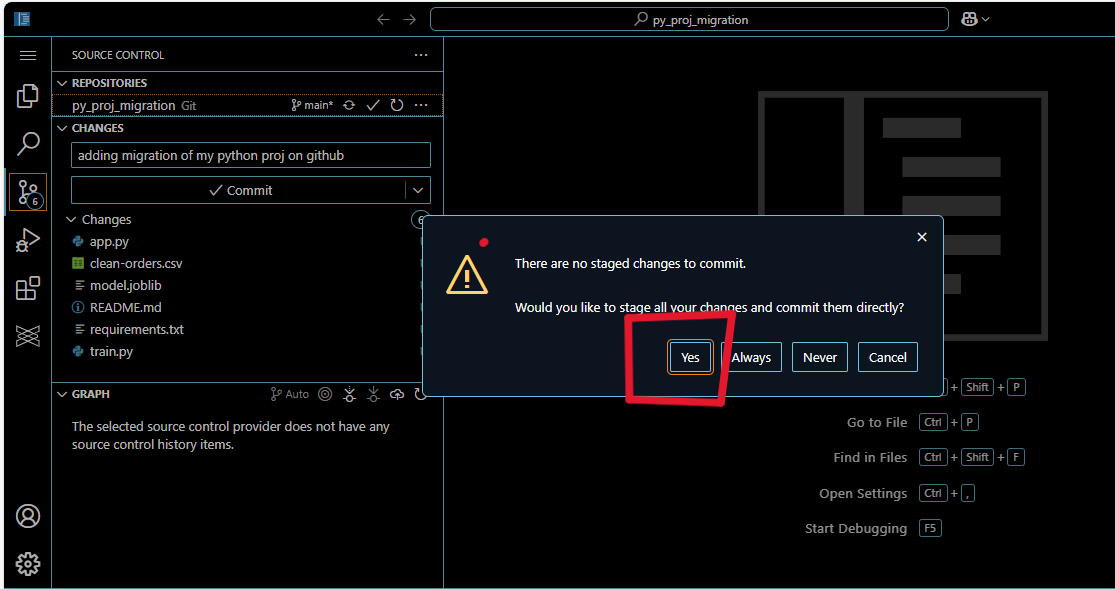 py_proj_migration
SOURCE CONTROL
REPOSITORIES
py_proj_migration Git main*
CHANGES
adding migration of my python proj on github
Commit
Changes 6
app.py
clean-orders.csv
model.joblib
README.md
requirements.txt
train.py
GRAPH Auto
The selected source control provider does not have any
source control history items.
6
There are no staged changes to commit.
Would you like to stage all your changes and commit them directly?
Yes Always Never Cancel
+ Shift + P
Go to File Ctrl + P
Find in Files Ctrl + Shift + F
Open Settings Ctrl + ,
Start Debugging F5